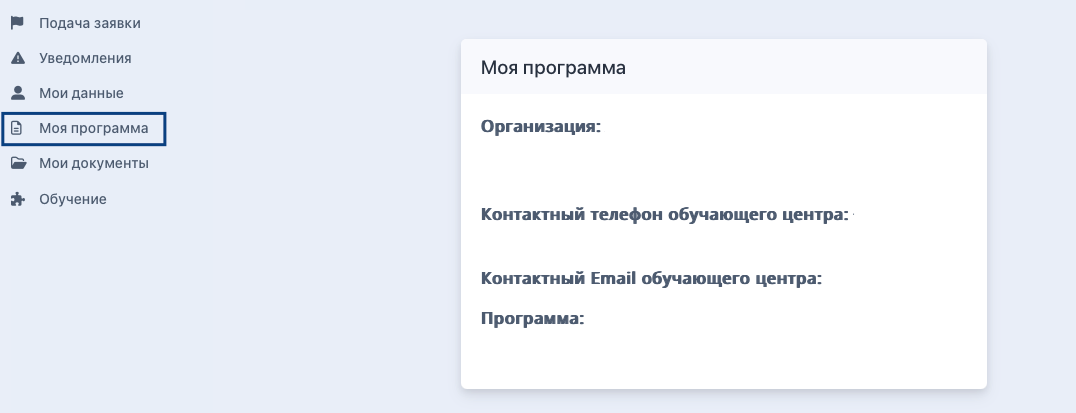 Подача заявки
Уведомления
Мои данные
Моя программа
Мои документы
Обучение
Моя программа
Организация:
Контактный телефон обучающего центра:
Контактный Email обучающего центра:
Программа: